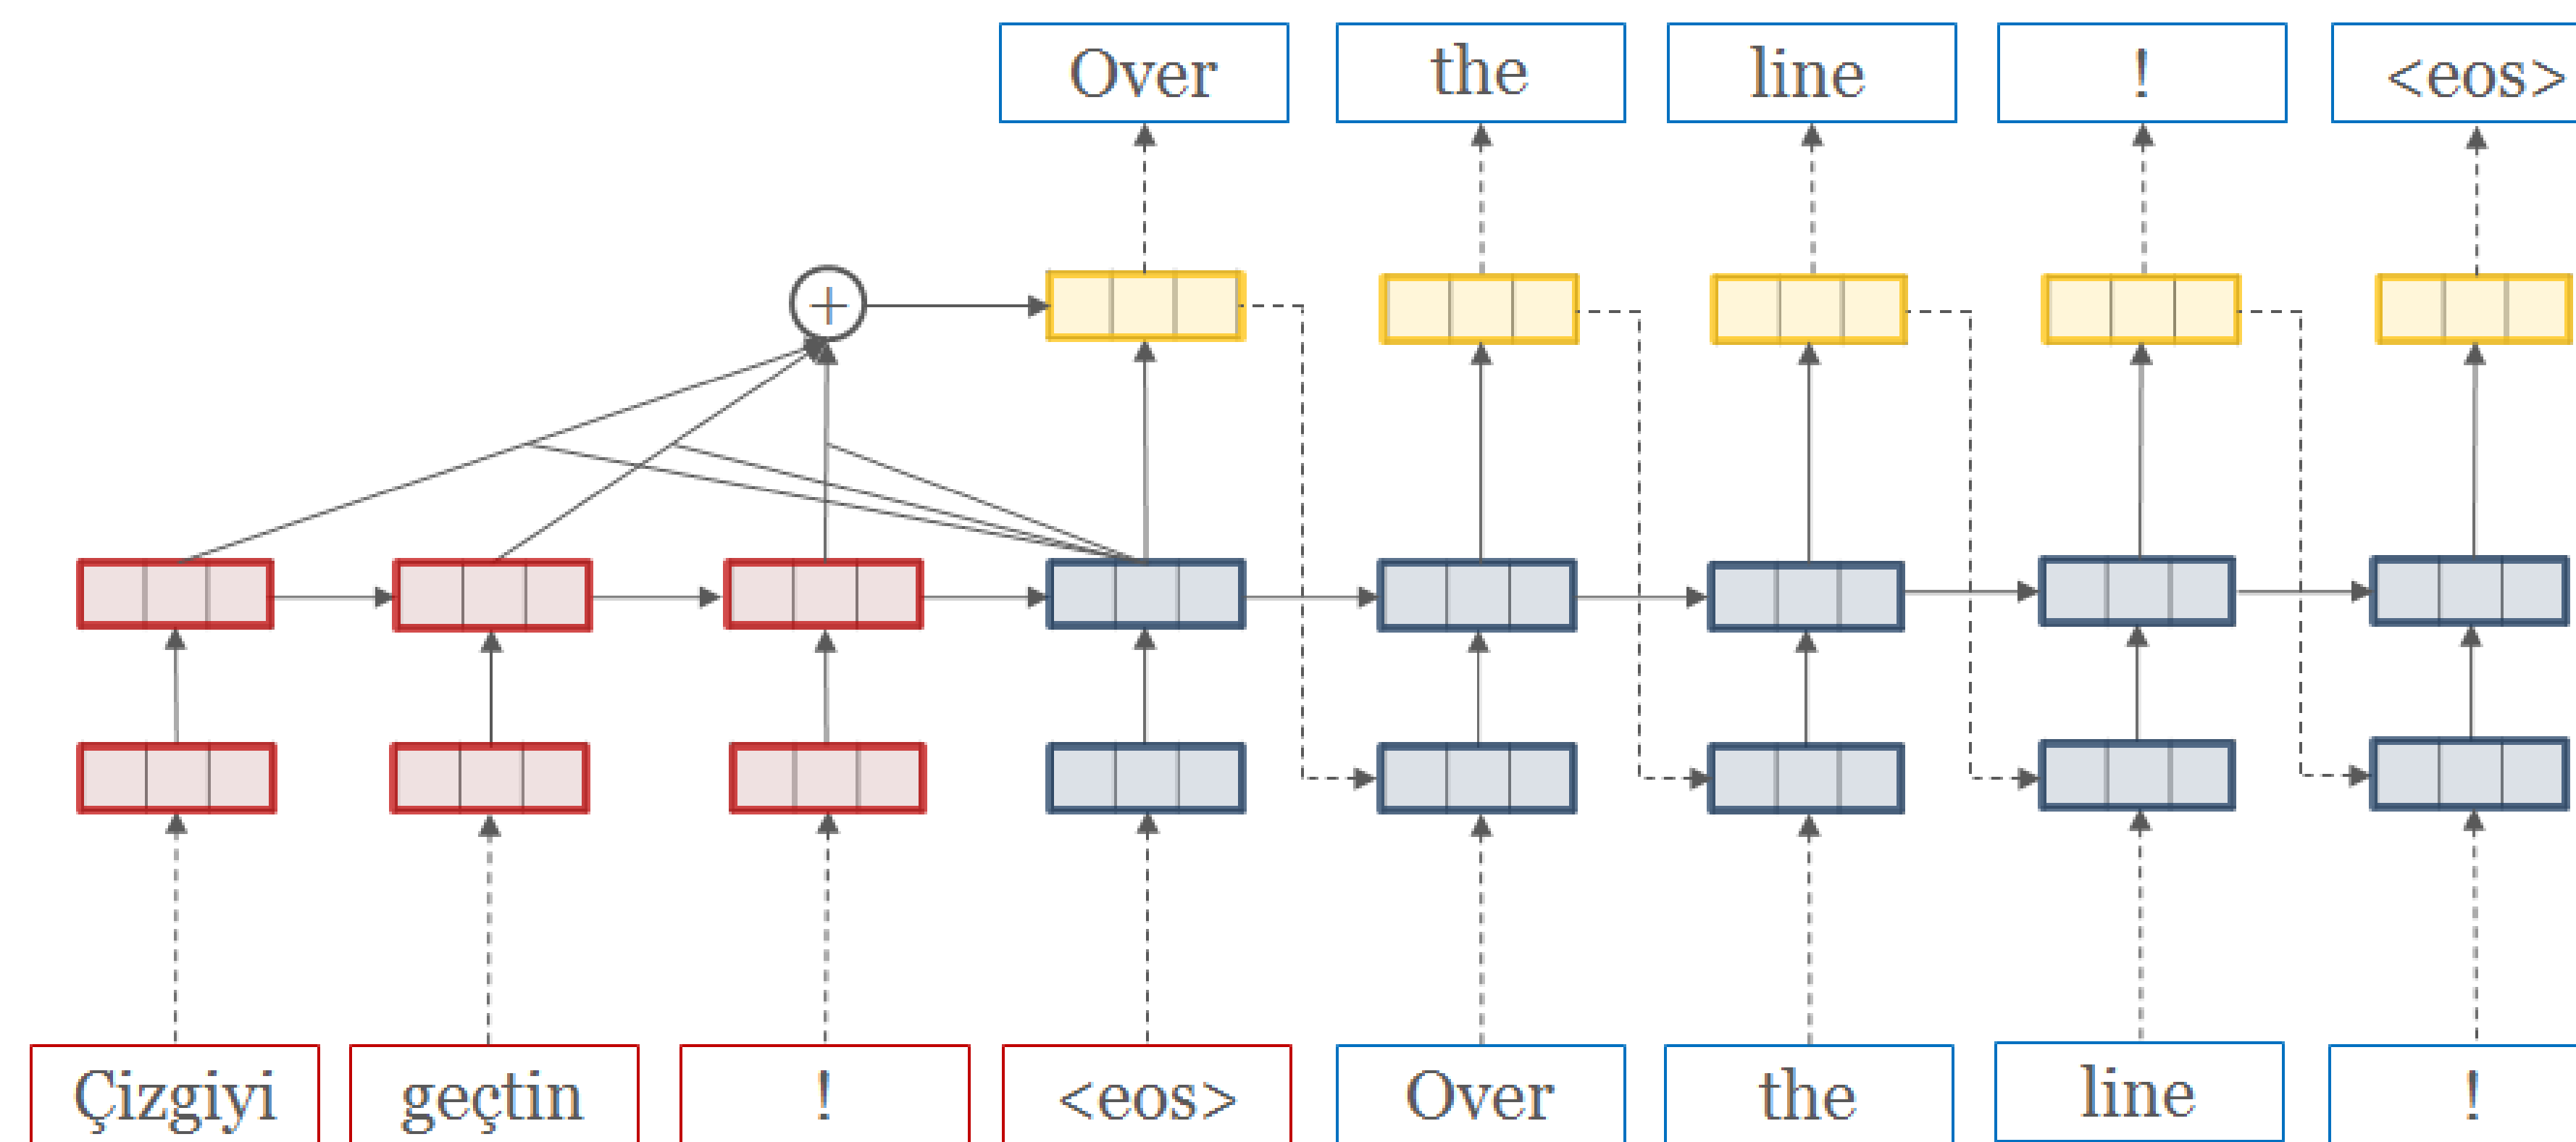 Over the line ! <eos>
+
Çizgiyi geçtin ! <eos> Over the line !